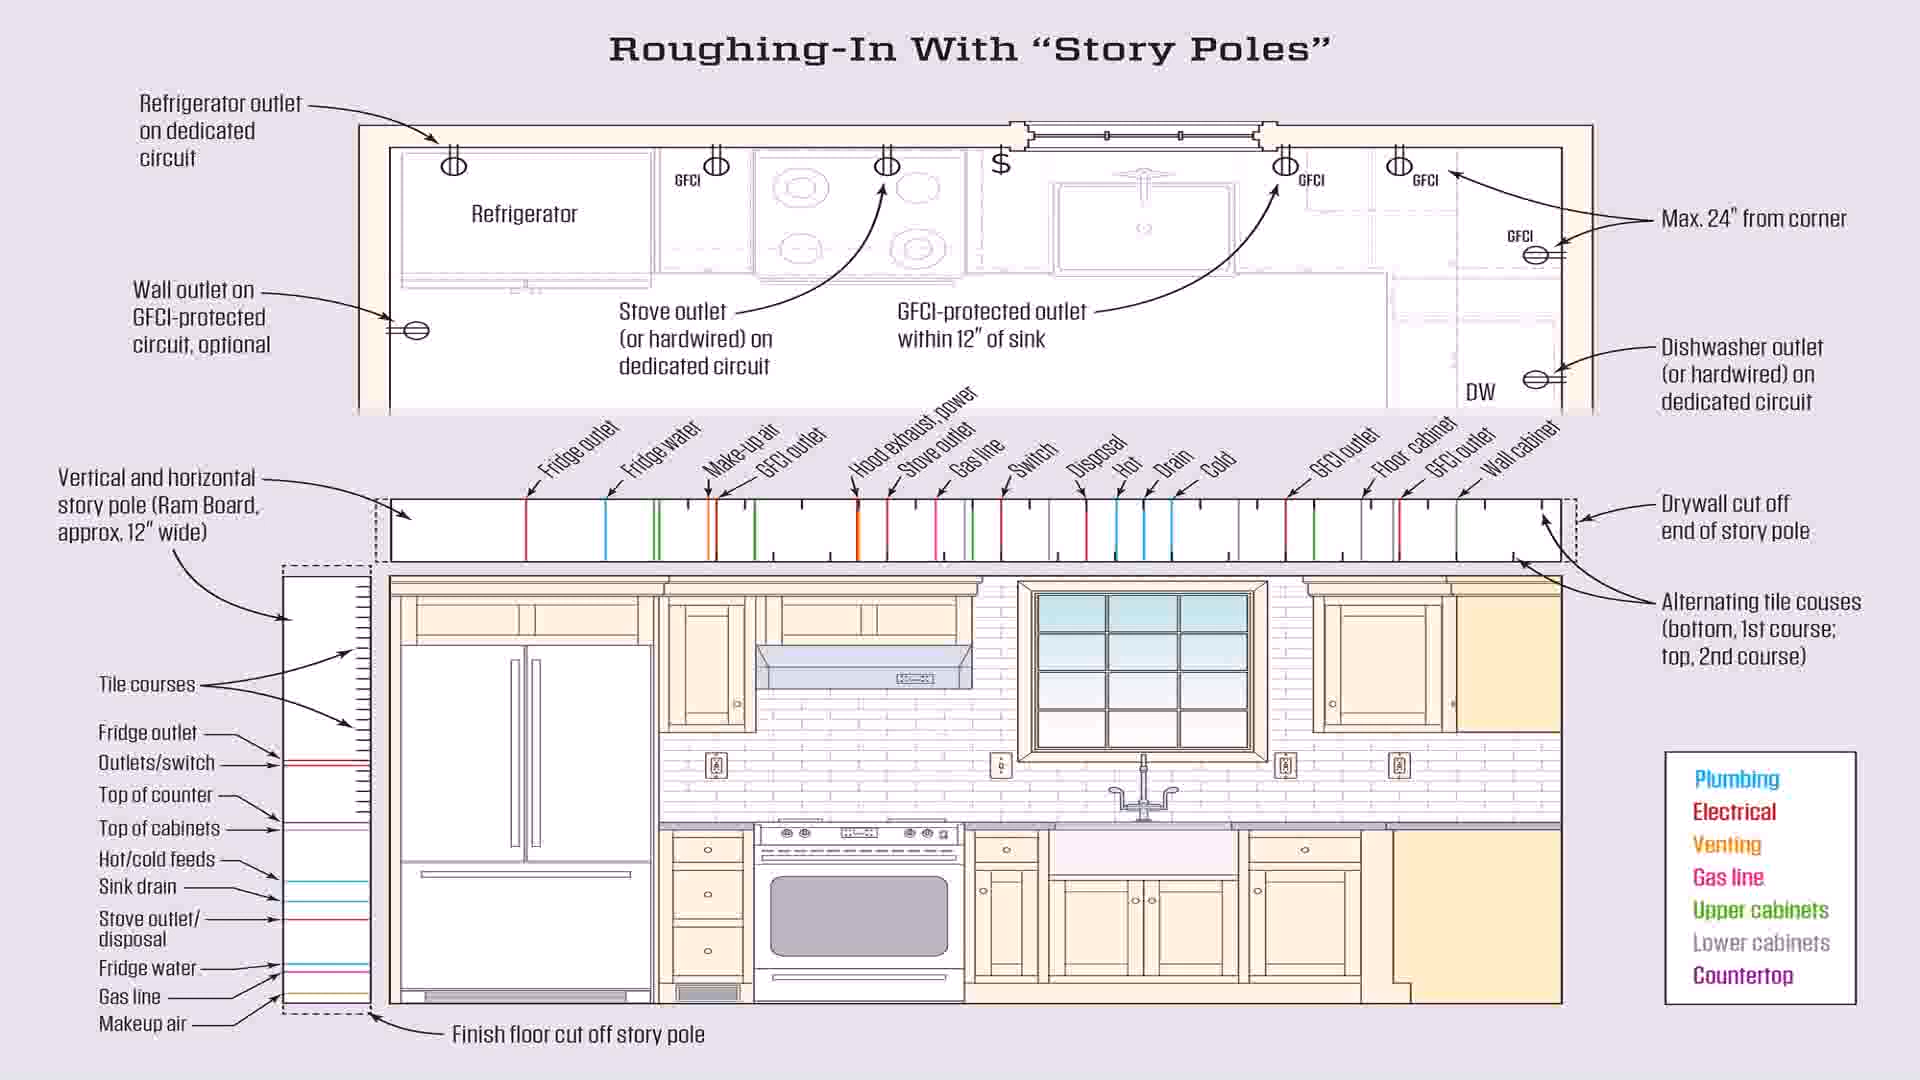 Roughing-In With “Story Poles”
Refrigerator outlet
on dedicated
circuit
GFCI
$
GFCI
GFCI
Refrigerator
Max. 24" from corner
GFCI
Wall outlet on
GFCI-protected
circuit, optional
Stove outlet
(or hardwired) on
dedicated circuit
GFCI-protected outlet
within 12" of sink
Dishwasher outlet
(or hardwired) on
dedicated circuit
DW
Fridge outlet
Fridge water
Make-up air
GFCI outlet
Hood exhaust, power
Stove outlet
Gas line
Switch
Disposal
Hot
Drain
Cold
GFCI outlet
Floor cabinet
GFCI outlet
Wall cabinet
Vertical and horizontal
story pole (Ram Board,
approx. 12" wide)
Drywall cut off
end of story pole
Alternating tile couses
(bottom, 1st course;
top, 2nd course)
Tile courses
Fridge outlet
Outlets/switch
Top of counter
Top of cabinets
Hot/cold feeds
Sink drain
Stove outlet/
disposal
Fridge water
Gas line
Makeup air
Finish floor cut off story pole
Plumbing
Electrical
Venting
Gas line
Upper cabinets
Lower cabinets
Countertop